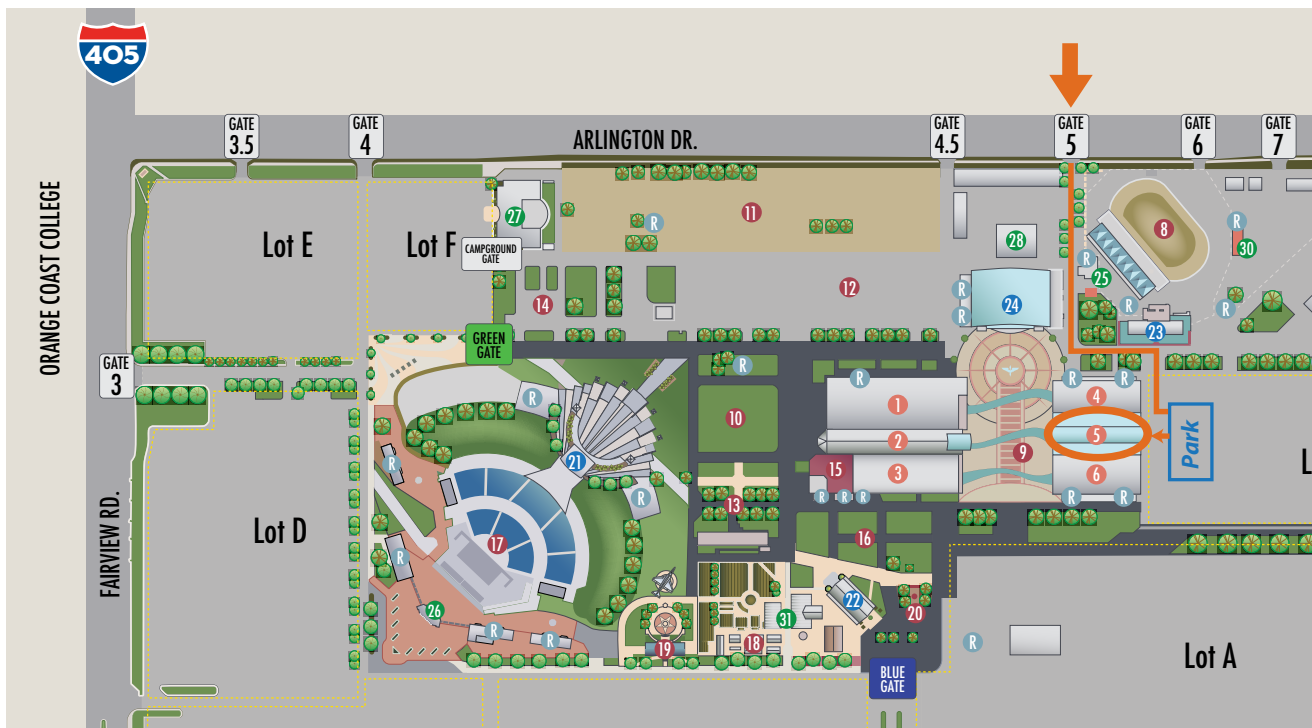 405
GATE
3.5
GATE
4
ARLINGTON DR.
GATE
4.5
GATE
5
GATE
6
GATE
7
ORANGE COAST COLLEGE
Lot E
Lot F
27
CAMPGROUND
GATE
11
R
28
8
R
30
R
25
14
12
R
24
R
R
R
23
GREEN
GATE
GATE
3
R
R
R
R
R
1
4
10
2
5
Park
L
21
9
3
6
15
R
R
R
R
R
R
R
13
FAIRVIEW RD.
Lot D
17
16
R
26
R
R
22
31
20
18
19
R
Lot A
BLUE
GATE